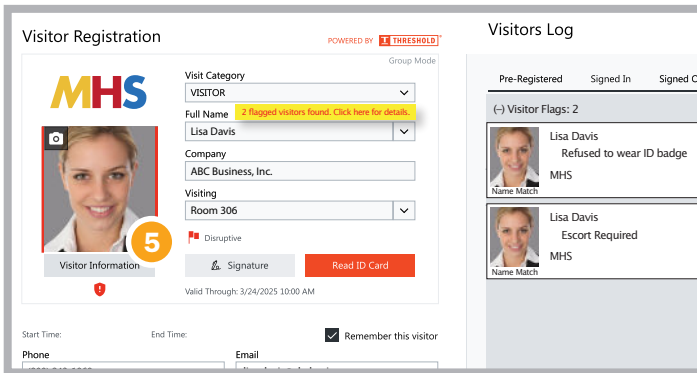 Visitor Registration
POWERED BY THRESHOLD
Group Mode
MHS
Visit Category
VISITOR
Full Name
2 flagged visitors found. Click here for details.
Lisa Davis
Company
ABC Business, Inc.
Visiting
Room 306
5
Disruptive
Visitor Information
Signature
Read ID Card
Valid Through: 3/24/2025 10:00 AM
Start Time:
End Time:
Remember this visitor
Phone
Email
Visitors Log
Pre-Registered
Signed In
Signed
(-) Visitor Flags: 2
Lisa Davis
Refused to wear ID badge
MHS
Name Match
Lisa Davis
Escort Required
MHS
Name Match